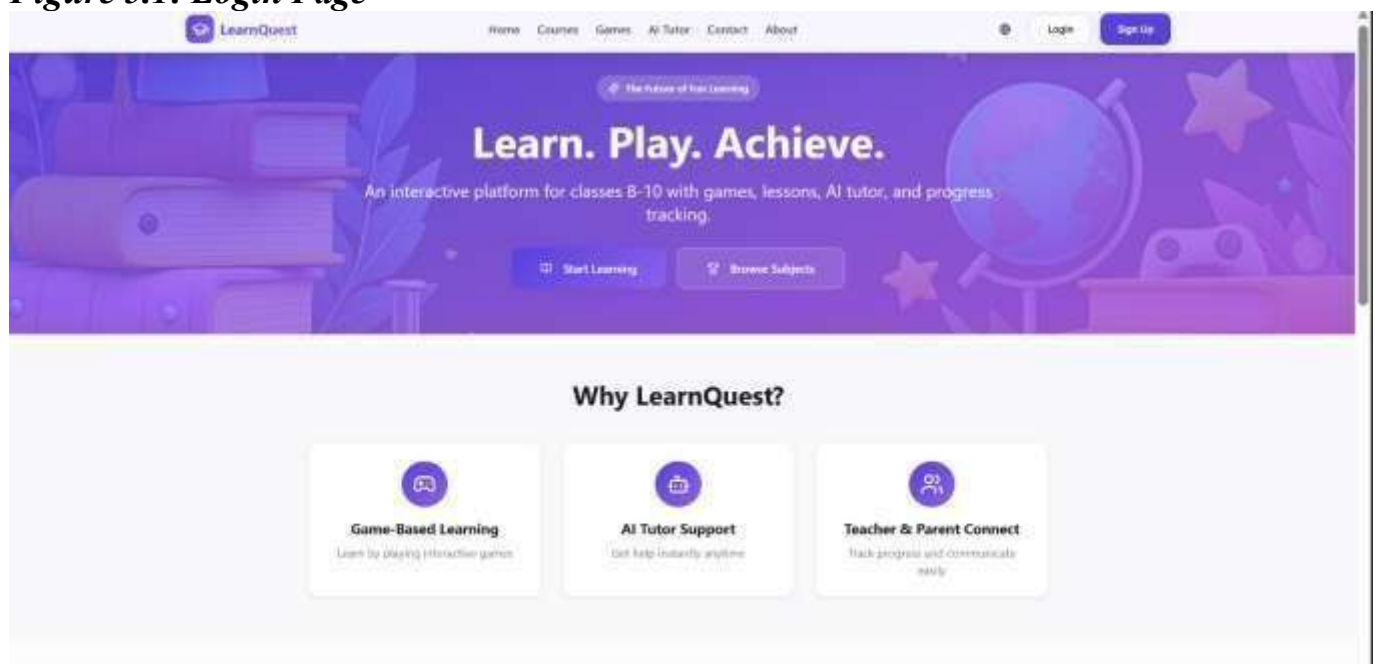 Figure 5.1: Login Page
LearnQuest
Home Courses Games AI Tutor Contact About
Login Sign Up
The Future of Fun Learning
Learn. Play. Achieve.
An interactive platform for classes 8-10 with games, lessons, AI tutor, and progress
tracking.
Start Learning Browse Subjects
Why LearnQuest?
Game-Based Learning
Learn by playing interactive games
AI Tutor Support
Get help instantly anytime
Teacher & Parent Connect
Track progress and communicate
easily